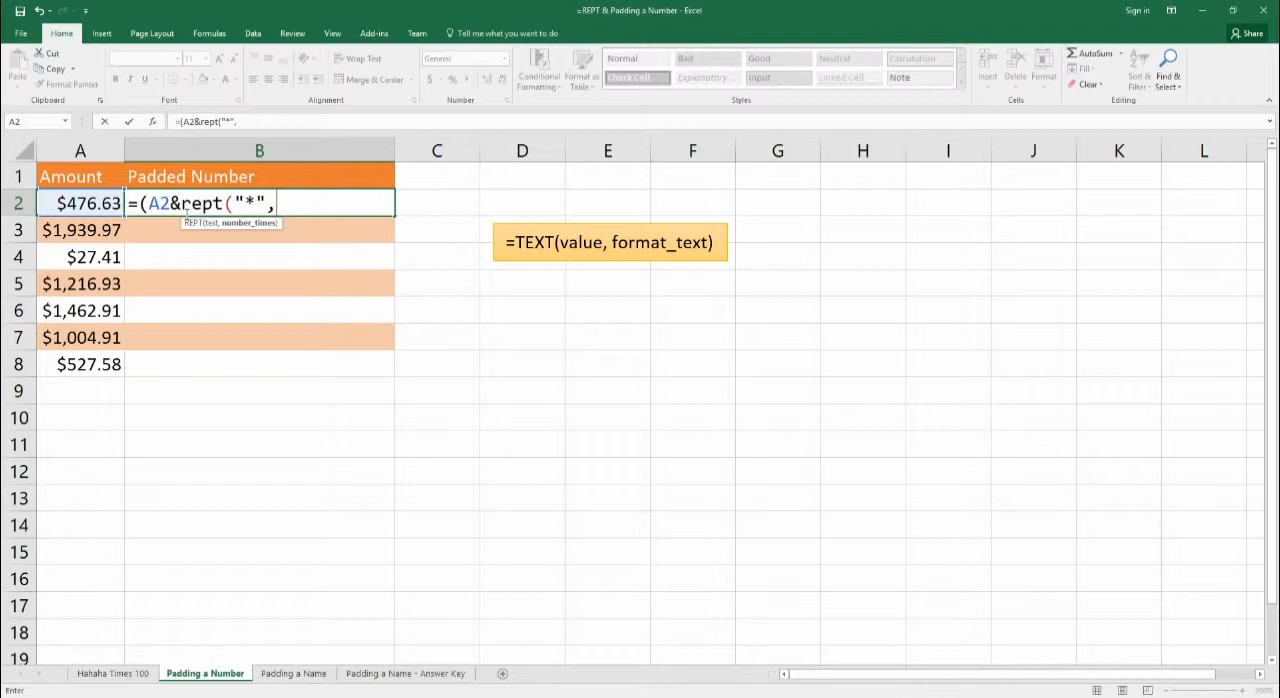 =REPT & Padding a Number - Excel
Sign in
File Home Insert Page Layout Formulas Data Review View Add-ins Team Tell me what you want to do Share
Paste Cut Copy Format Painter
11 B I U
Wrap Text Merge & Center
General $ % ,
Conditional Formatting Format as Table
Normal Bad Good Neutral Calculation
Check Cell Explanatory ... Input Linked Cell Note
Insert Delete Format
AutoSum Fill Clear
Sort & Filter Find & Select
Clipboard Font Alignment Number Styles Cells Editing
A2 fx =(A2&rept("*",
A B C D E F G H I J K L
1 Amount Padded Number
2 $476.63 =(A2&rept("*",
REPT(text, number_times)
3 $1,939.97
=TEXT(value, format_text)
4 $27.41
5 $1,216.93
6 $1,462.91
7 $1,004.91
8 $527.58
9
10
11
12
13
14
15
16
17
18
19
Hahaha Times 100 Padding a Number Padding a Name Padding a Name - Answer Key
Enter 200%